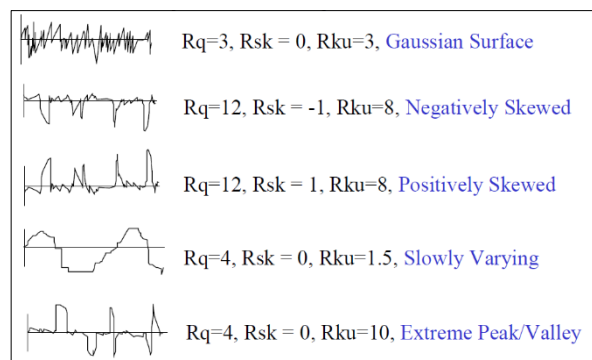 Rq=3, Rsk = 0, Rku=3, Gaussian Surface
Rq=12, Rsk = -1, Rku=8, Negatively Skewed
Rq=12, Rsk = 1, Rku=8, Positively Skewed
Rq=4, Rsk = 0, Rku=1.5, Slowly Varying
Rq=4, Rsk = 0, Rku=10, Extreme Peak/Valley